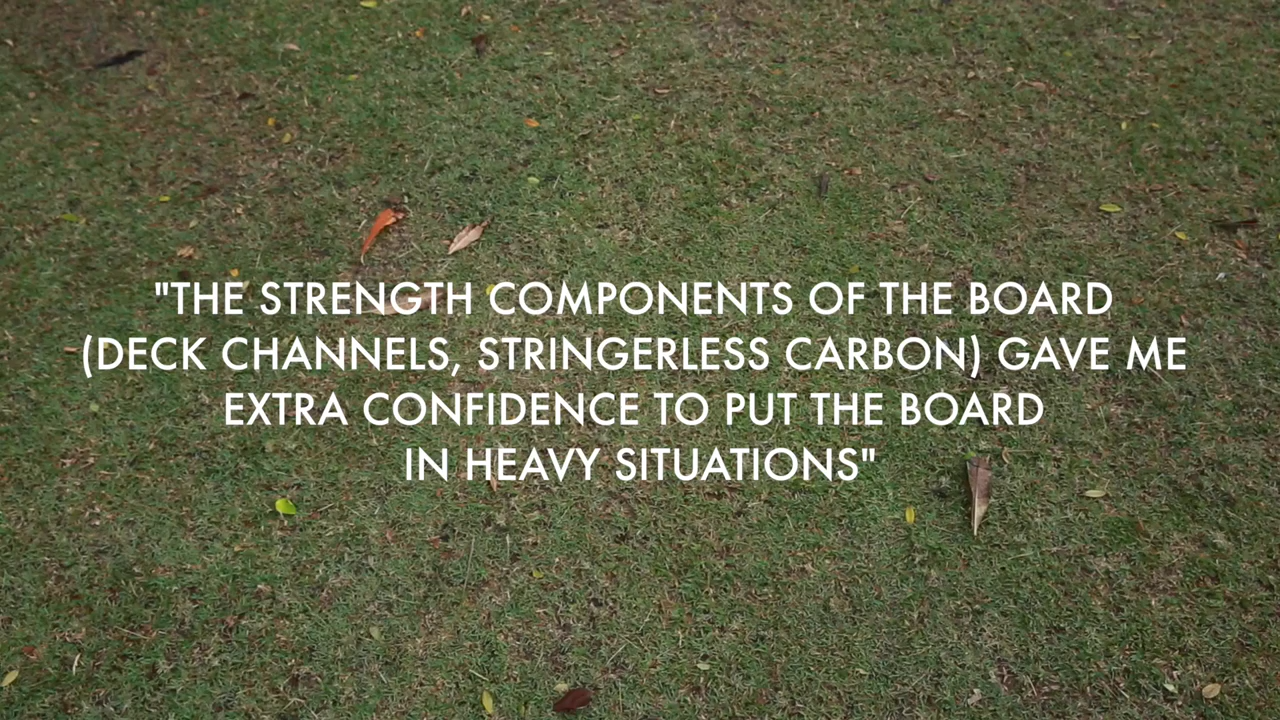 "THE STRENGTH COMPONENTS OF THE BOARD
(DECK CHANNELS, STRINGERLESS CARBON) GAVE ME
EXTRA CONFIDENCE TO PUT THE BOARD
IN HEAVY SITUATIONS"